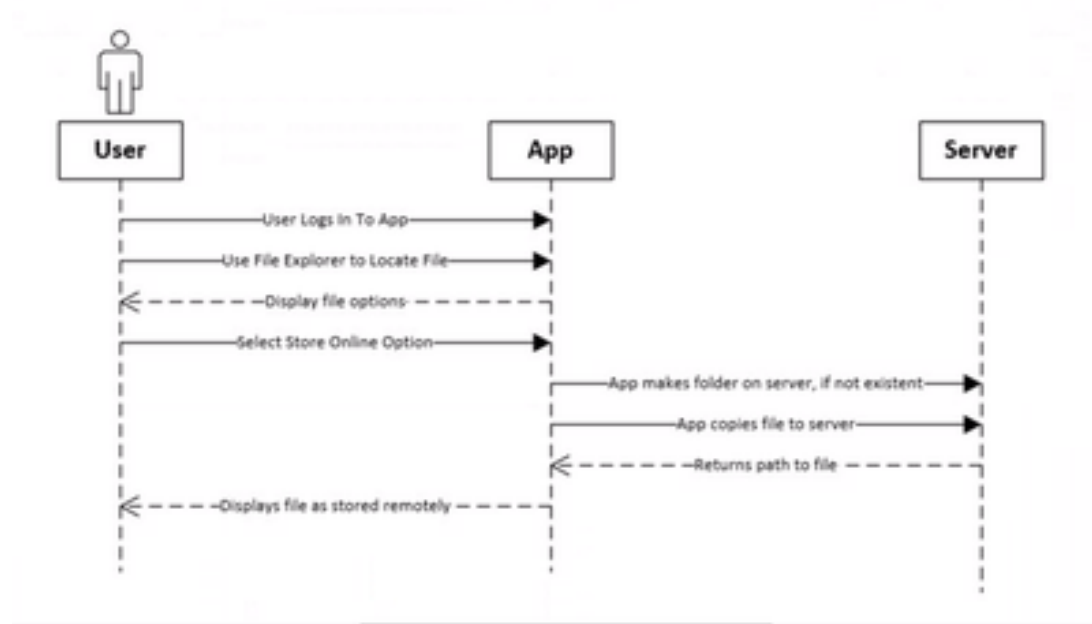 User
App
Server
User Logs In To App
Use File Explorer to Locate File
Display file options
Select Store Online Option
App makes folder on server, if not existent
App copies file to server
Returns path to file
Displays file as stored remotely